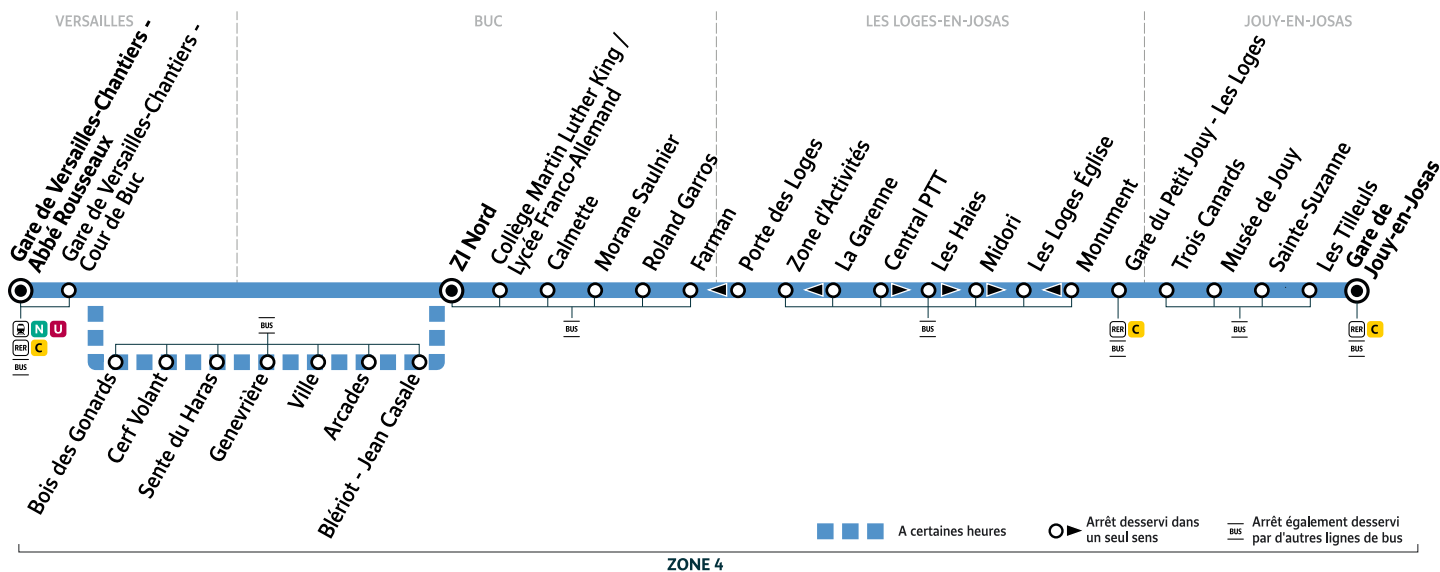 VERSAILLES
BUC
LES LOGES-EN-JOSAS
JOUY-EN-JOSAS
Gare de Versailles-Chantiers -
Abbé Rousseaux
Gare de Versailles-Chantiers -
Cour de Buc
ZI Nord
Collège Martin Luther King /
Lycée Franco-Allemand
Calmette
Morane Saulnier
Roland Garros
Farman
Porte des Loges
Zone d'Activités
La Garenne
Central PTT
Les Haies
Midori
Les Loges Église
Monument
Gare du Petit Jouy - Les Loges
Trois Canards
Musée de Jouy
Sainte-Suzanne
Les Tilleuls
Gare de
Jouy-en-Josas
N U
RER C
BUS
BUS
BUS
BUS
RER C
BUS
BUS
RER C
BUS
Bois des Gonards
Cerf Volant
Sente du Haras
Genevrière
Ville
Arcades
Blériot - Jean Casale
A certaines heures
Arrêt desservi dans
un seul sens
BUS
Arrêt également desservi
par d'autres lignes de bus
ZONE 4